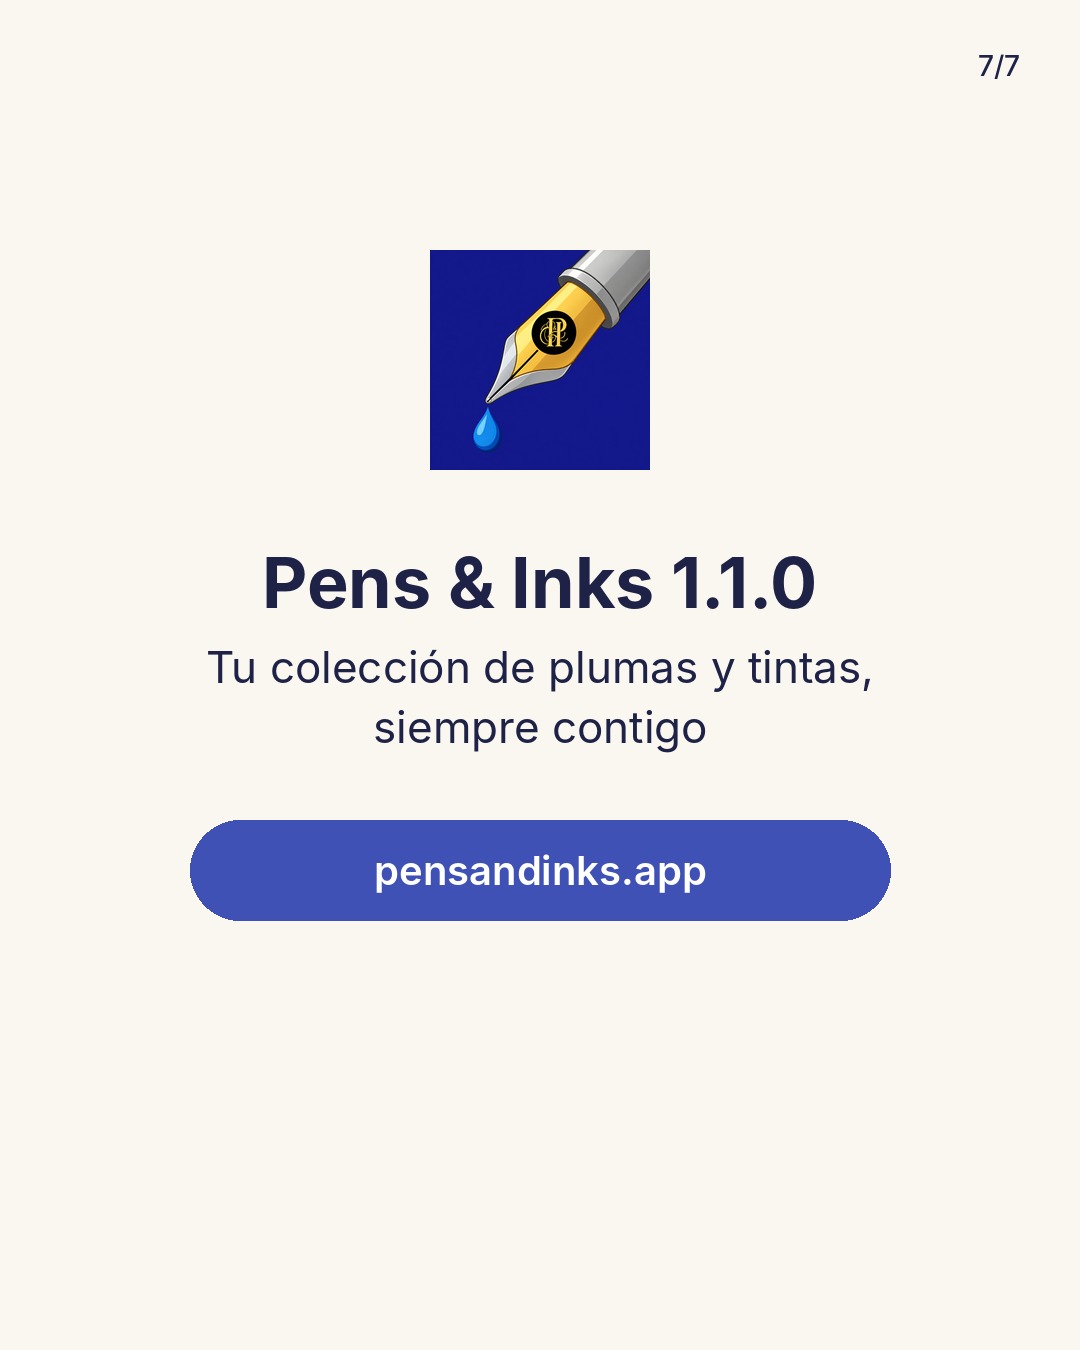 7/7
Pens & Inks 1.1.0
Tu colección de plumas y tintas,
siempre contigo
pensandinks.app